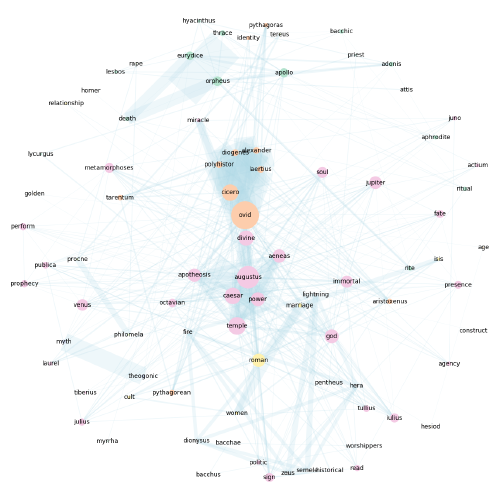 hyacinthus
pythagoras
thrace
tereus
bacchic
identity
eurydice
priest
rape
adonis
lesbos
apollo
orpheus
homer
attis
relationship
death
miracle
juno
aphrodite
lycurgus
diogenes
alexander
polyhistor
laertius
actium
metamorphoses
soul
jupiter
ritual
golden
tarentum
cicero
ovid
fate
perform
divine
age
procne
aeneas
isis
publica
rite
apotheosis
augustus
immortal
presence
prophecy
lightning
octavian
caesar
power
marriage
aristoxenus
venus
temple
fire
construct
philomela
god
myth
roman
laurel
agency
theogonic
pentheus
hera
tiberius
cult
pythagorean
women
tullius
julius
iulius
hesiod
myrrha
dionysus
bacchae
worshippers
politic
bacchus
sign
zeus
semele
historical
read